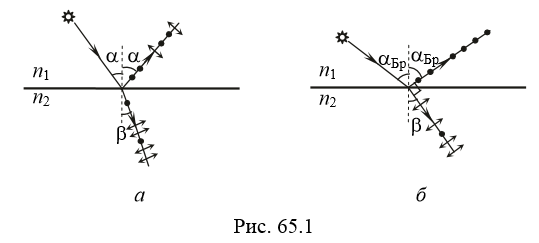 α α
n₁
n₂
β
а
αБр αБр
n₁
n₂
β
б
Рис. 65.1